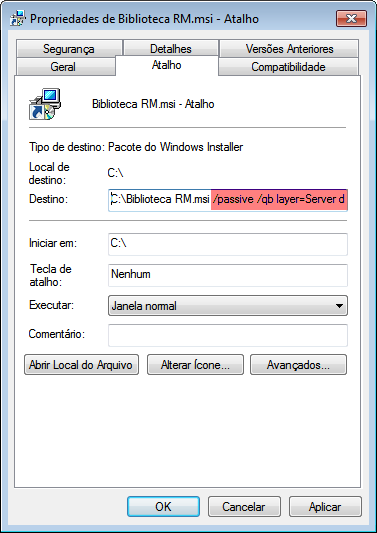 Propriedades de Biblioteca RM.msi - Atalho
Segurança Detalhes Versões Anteriores
Geral Atalho Compatibilidade
Biblioteca RM.msi - Atalho
Tipo de destino: Pacote do Windows Installer
Local de destino: C:\
Destino: C:\Biblioteca RM.msi /passive /qb layer=Server d
Iniciar em: C:\
Tecla de atalho: Nenhum
Executar: Janela normal
Comentário:
Abrir Local do Arquivo Alterar Ícone... Avançados...
OK Cancelar Aplicar